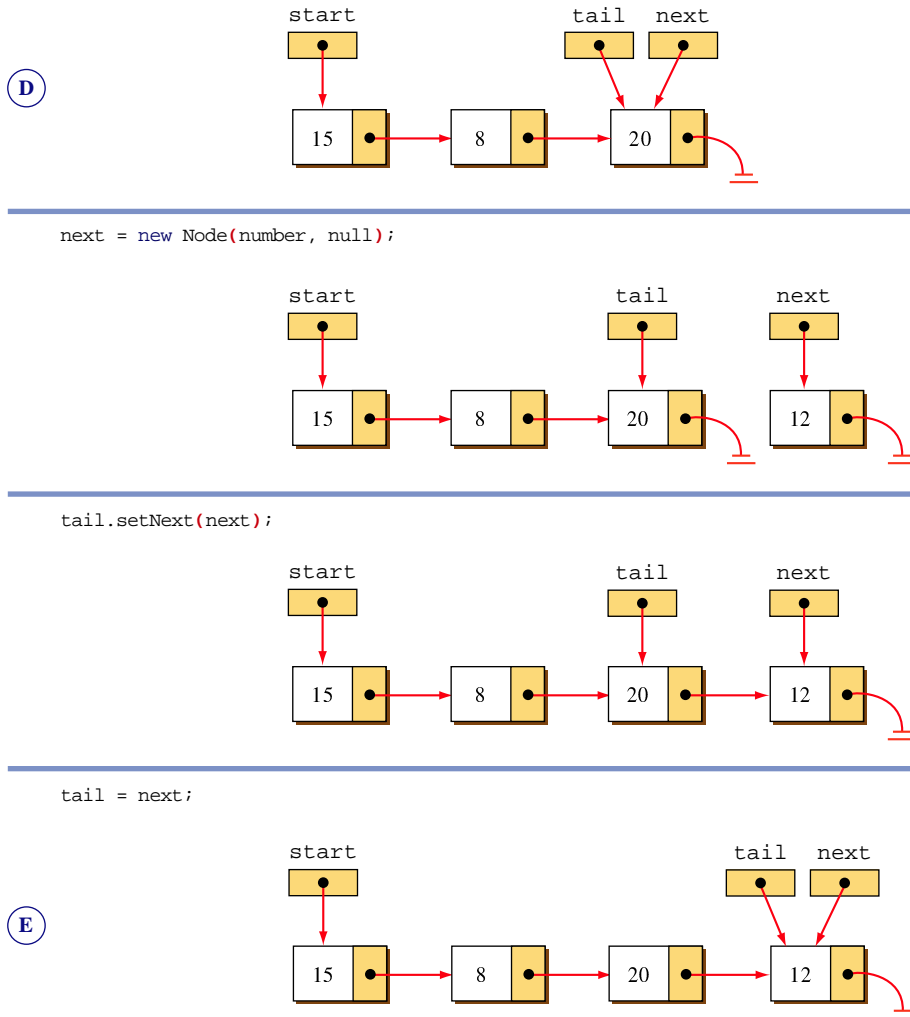 start tail next
D
15 8 20
next = new Node(number, null);
start tail next
15 8 20 12
tail.setNext(next);
start tail next
15 8 20 12
tail = next;
start tail next
E
15 8 20 12